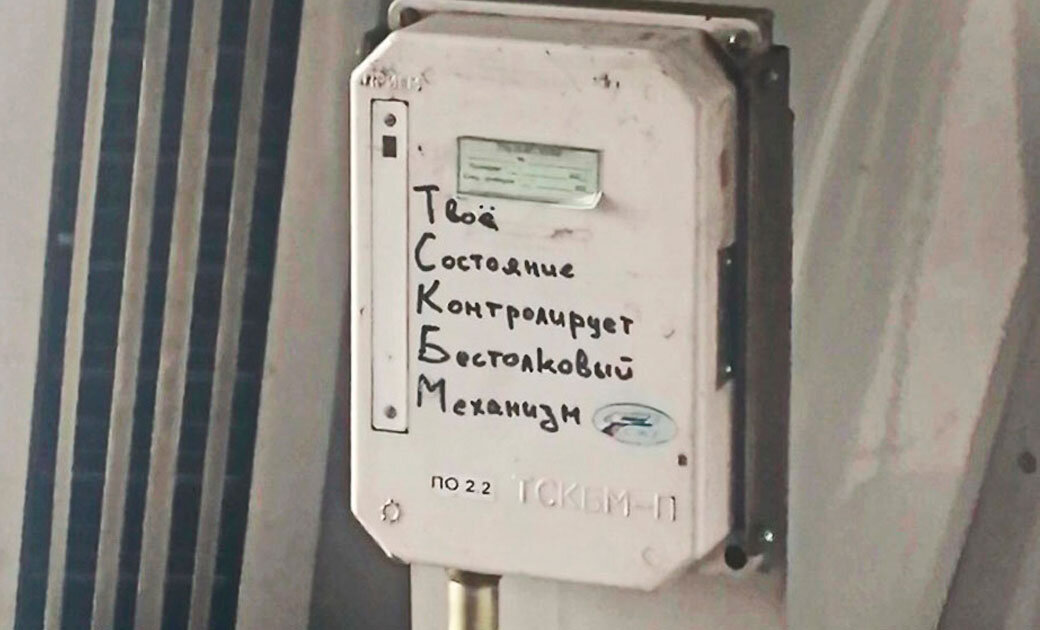 Твоё
Состояние
Контролирует
Бестолковый
Механизм
ПО 2.2 ТСКБМ-П